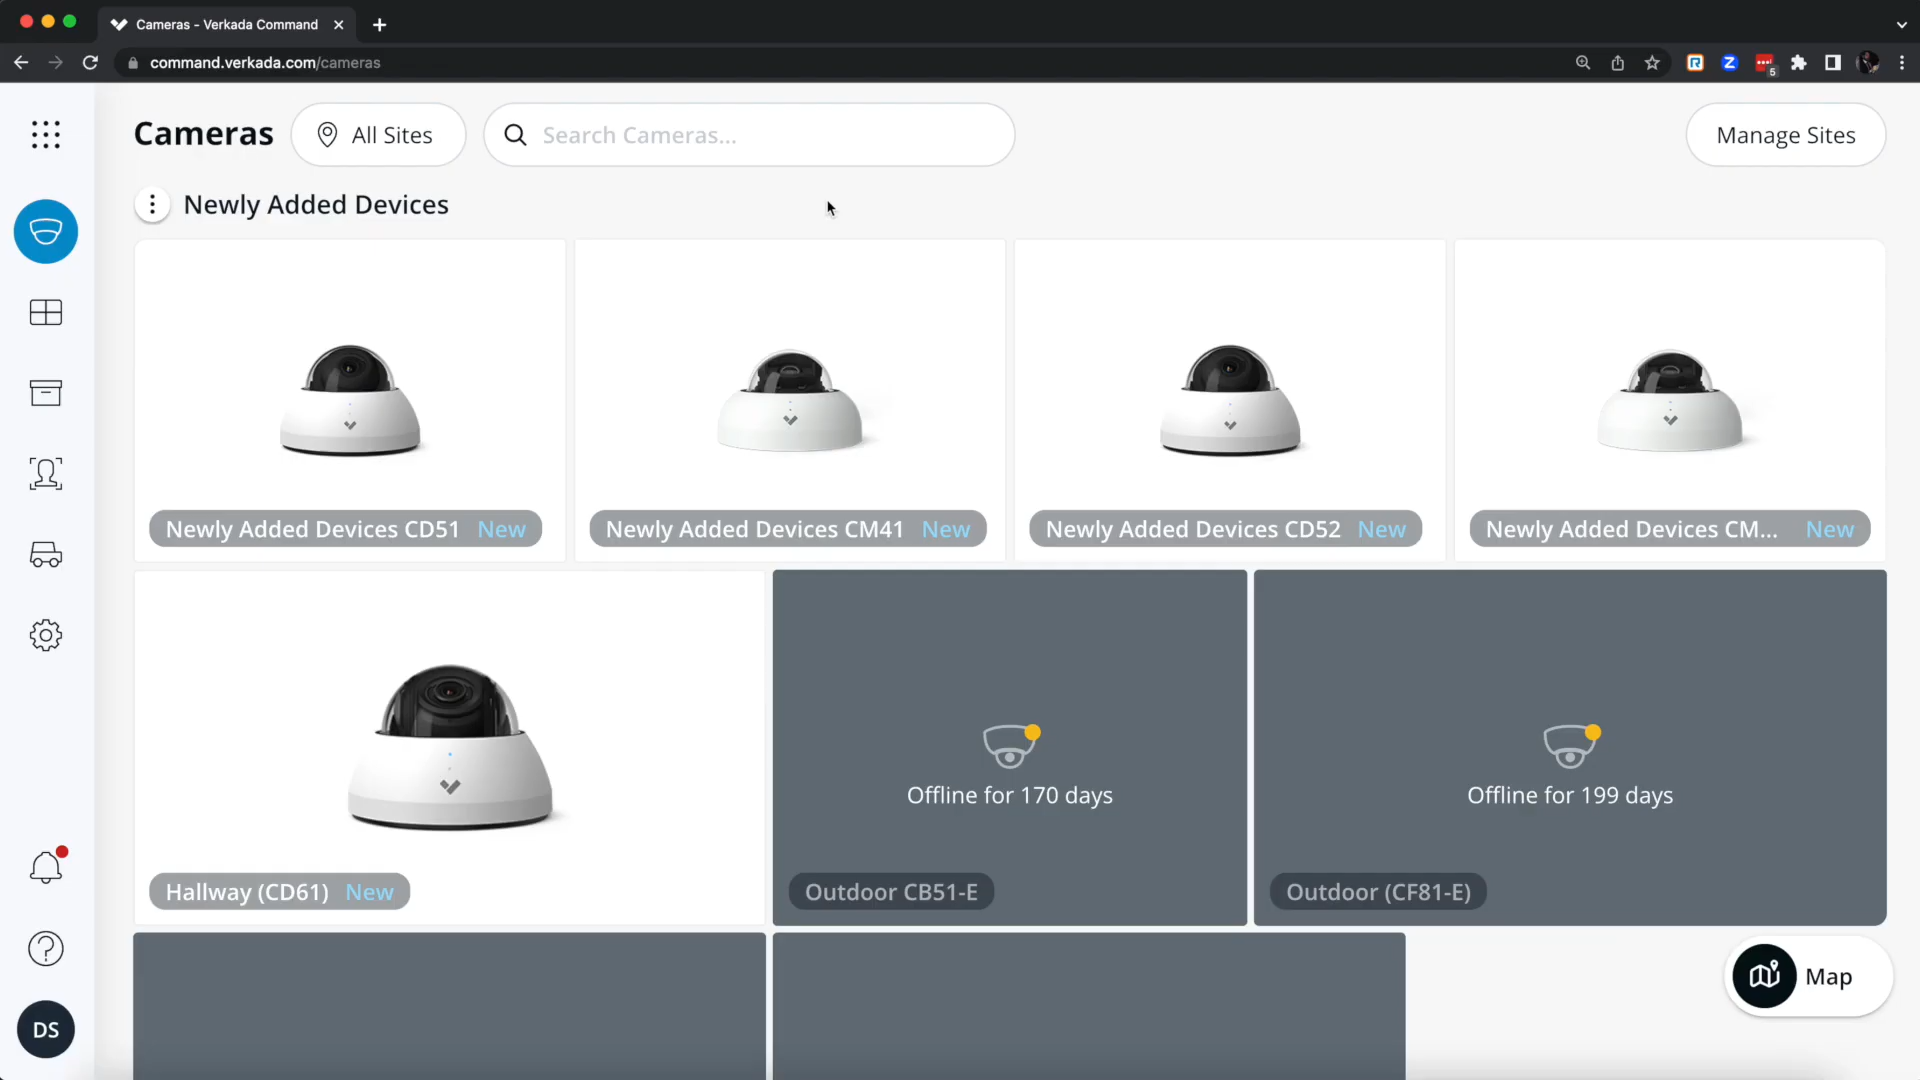 Cameras - Verkada Command
command.verkada.com/cameras
5
Cameras
All Sites
Search Cameras...
Manage Sites
Newly Added Devices
Newly Added Devices CD51 New
Newly Added Devices CM41 New
Newly Added Devices CD52 New
Newly Added Devices CM... New
Offline for 170 days
Offline for 199 days
Hallway (CD61) New
Outdoor CB51-E
Outdoor (CF81-E)
Map
DS